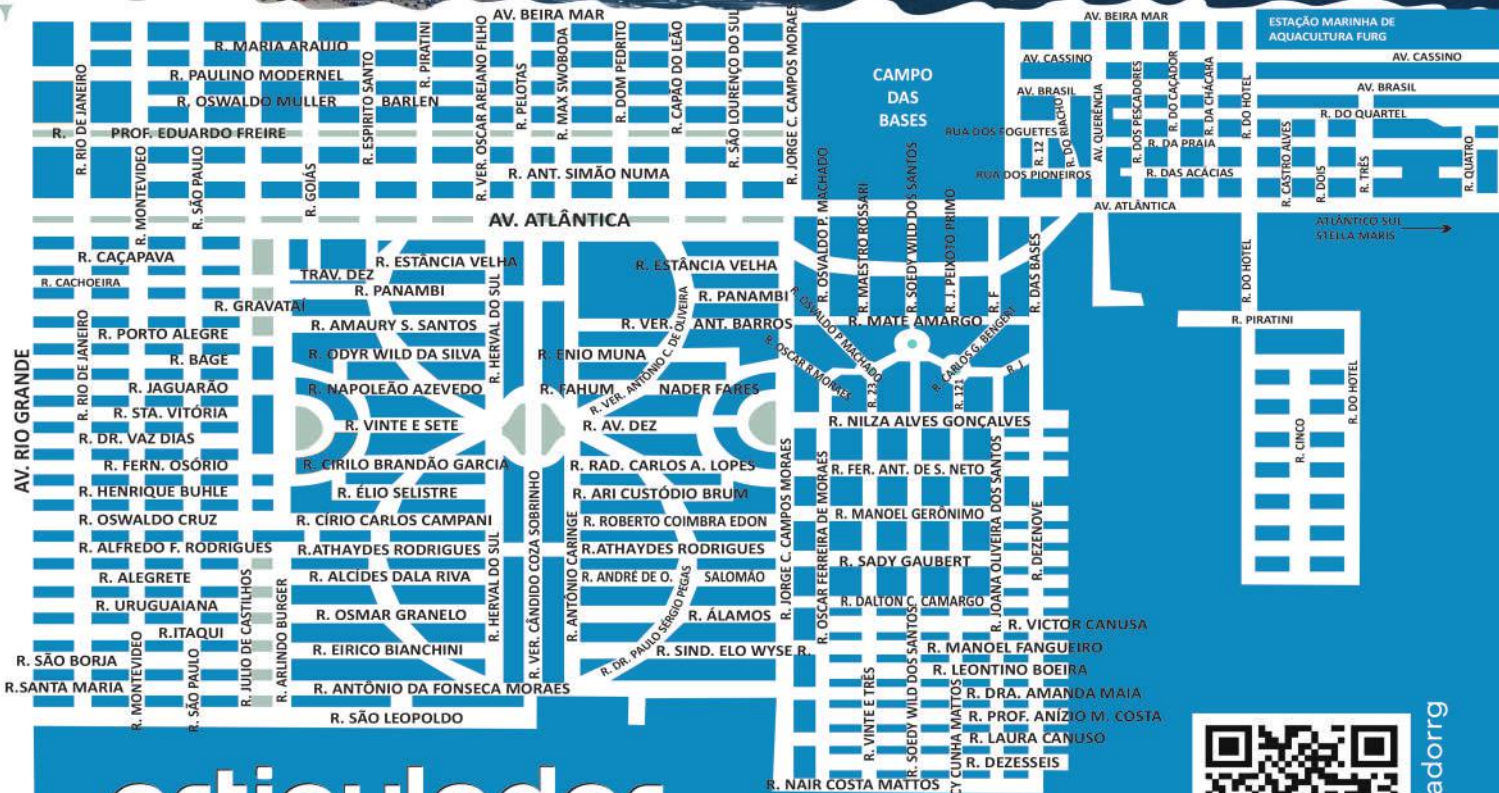 AV. BEIRA MAR
AV. BEIRA MAR
ESTAÇÃO MARINHA DE
AQUACULTURA FURG
R. MARIA ARAUJO
R. PIRATINI
R. VER. OSCAR AREJANO FILHO
R. JORGE C. CAMPOS MORAES
AV. CASSINO
AV. CASSINO
R. RIO DE JANEIRO
R. PAULINO MODERNEL
R. ESPIRITO SANTO
R. PELOTAS
R. MAX SWOBODA
R. DOM PEDRITO
R. CAPÃO DO LEÃO
R. SÃO LOURENÇO DO SUL
CAMPO
DAS
BASES
R. OSWALDO MULLER BARLEN
AV. BRASIL
AV. BRASIL
AV. QUERÊNCIA
R. DOS PESCADORES
R. DO CAÇADOR
R. DA CHÁCARA
R. DO HOTEL
R. DO QUARTEL
R. PROF. EDUARDO FREIRE
RUA DOS FOGUETES
R. 12
R. DO RIACHO
R. DA PRAIA
R. MONTEVIDEO
R. SÃO PAULO
R. GOIÁS
R. ANT. SIMÃO NUMA
RUA DOS PIONEIROS
R. DAS ACÁCIAS
R. CASTRO ALVES
R. DOIS
R. TRÊS
R. QUATRO
AV. ATLÂNTICA
AV. ATLÂNTICA
ATLÂNTICO SUL
STELLA MARIS
R. OSVALDO P. MACHADO
R. MAESTRO ROSSARI
R. SOEDY WILD DOS SANTOS
R. J. PEIXOTO PRIMO
R. F
R. DAS BASES
R. DO HOTEL
R. CAÇAPAVA
R. ESTÂNCIA VELHA
R. ESTÂNCIA VELHA
R. CACHOEIRA
TRAV. DEZ
R. PANAMBI
R. PANAMBI
R. GRAVATAÍ
R. HERVAL DO SUL
R. AMAURY S. SANTOS
R. VER. ANT. BARROS
R. MATE AMARGO
R. PIRATINI
R. RIO DE JANEIRO
R. PORTO ALEGRE
R. OSVALDO P MACHADO
R. CARLOS G. BENGERI
R. BAGÉ
R. ODYR WILD DA SILVA
R. ENIO MUNA
R. VER. ANTÔNIO C. DE OLIVEIRA
R. OSCAR R MORAES
R. J
AV. RIO GRANDE
R. JAGUARÃO
R. NAPOLEÃO AZEVEDO
R. FAHUM NADER FARES
R. 23
R. 121
R. DO HOTEL
R. STA. VITÓRIA
R. VINTE E SETE
R. AV. DEZ
R. NILZA ALVES GONÇALVES
R. CINCO
R. DR. VAZ DIAS
R. FERN. OSÓRIO
R. CIRILO BRANDÃO GARCIA
R. RAD. CARLOS A. LOPES
R. FER. ANT. DE S. NETO
R. HENRIQUE BUHLE
R. ÉLIO SELISTRE
R. ARI CUSTÓDIO BRUM
R. OSWALDO CRUZ
R. CÍRIO CARLOS CAMPANI
R. ROBERTO COIMBRA EDON
R. MANOEL GERÔNIMO
R. ALFREDO F. RODRIGUES
R.ATHAYDES RODRIGUES
R.ATHAYDES RODRIGUES
R. SADY GAUBERT
R. ALEGRETE
R. ALCÍDES DALA RIVA
R. ANDRÉ DE O. SALOMÃO
R. URUGUAIANA
R. OSMAR GRANELO
R. ÁLAMOS
R. DALTON C. CAMARGO
R. HERVAL DO SUL
R. VER. CÂNDIDO COZA SOBRINHO
R. ANTÔNIO CARINGE
R. DR. PAULO SÉRGIO PEGAS
R. JORGE C. CAMPOS MORAES
R. OSCAR FERREIRA DE MORAES
R. JOANA OLIVEIRA DOS SANTOS
R. DEZENOVE
R. VICTOR CANUSA
R.ITAQUI
R. EIRICO BIANCHINI
R. SIND. ELO WYSE R.
R. MANOEL FANGUEIRO
R. SÃO BORJA
R. LEONTINO BOEIRA
R.SANTA MARIA
R. MONTEVIDEO
R. SÃO PAULO
R. JULIO DE CASTILHOS
R. ARLINDO BURGER
R. ANTÔNIO DA FONSECA MORAES
R. DRA. AMANDA MAIA
R. SÃO LEOPOLDO
R. PROF. ANÍZIO M. COSTA
R. VINTE E TRÊS
R. SOEDY WILD DOS SANTOS
CY CUNHA MATTOS
R. LAURA CANUSO
R. DEZESSEIS
R. NAIR COSTA MATTOS
articulador
adorrg